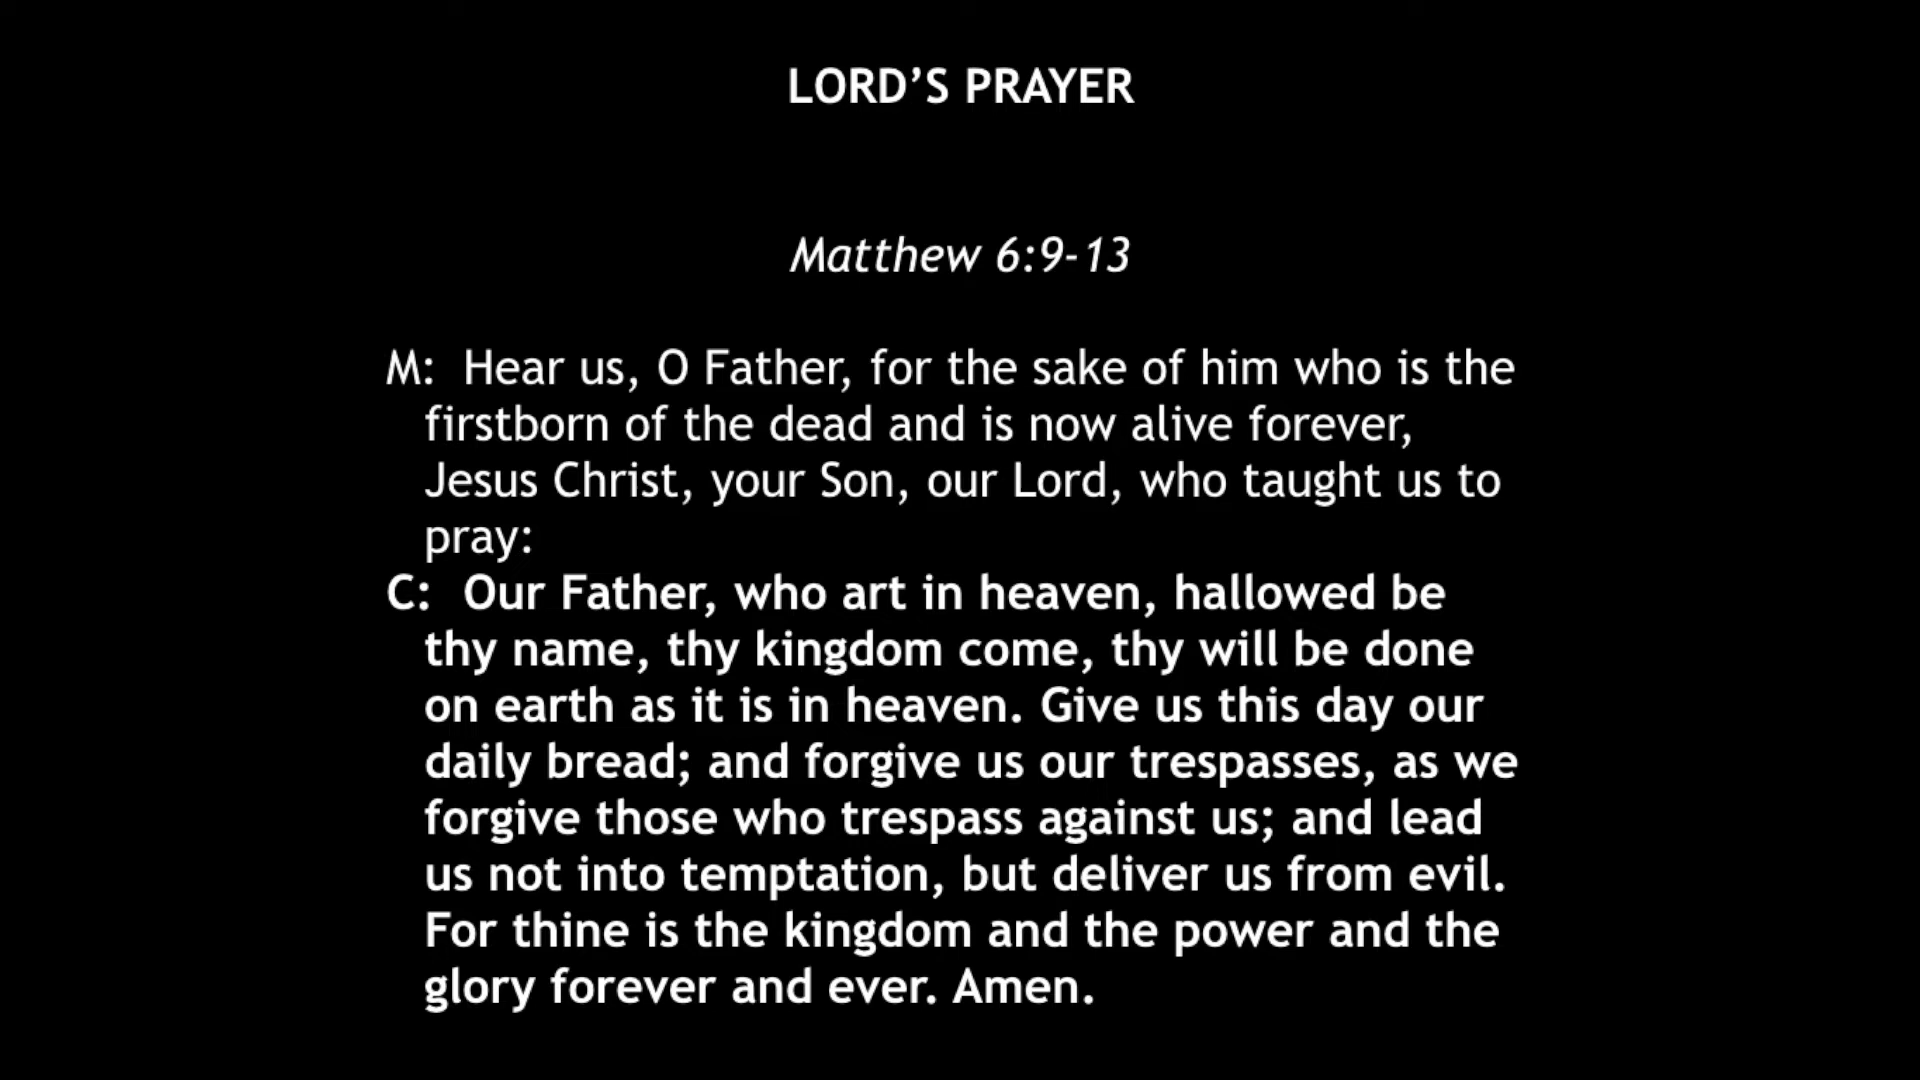 LORD’S PRAYER
Matthew 6:9-13
M: Hear us, O Father, for the sake of him who is the
firstborn of the dead and is now alive forever,
Jesus Christ, your Son, our Lord, who taught us to
pray:
C: Our Father, who art in heaven, hallowed be
thy name, thy kingdom come, thy will be done
on earth as it is in heaven. Give us this day our
daily bread; and forgive us our trespasses, as we
forgive those who trespass against us; and lead
us not into temptation, but deliver us from evil.
For thine is the kingdom and the power and the
glory forever and ever. Amen.